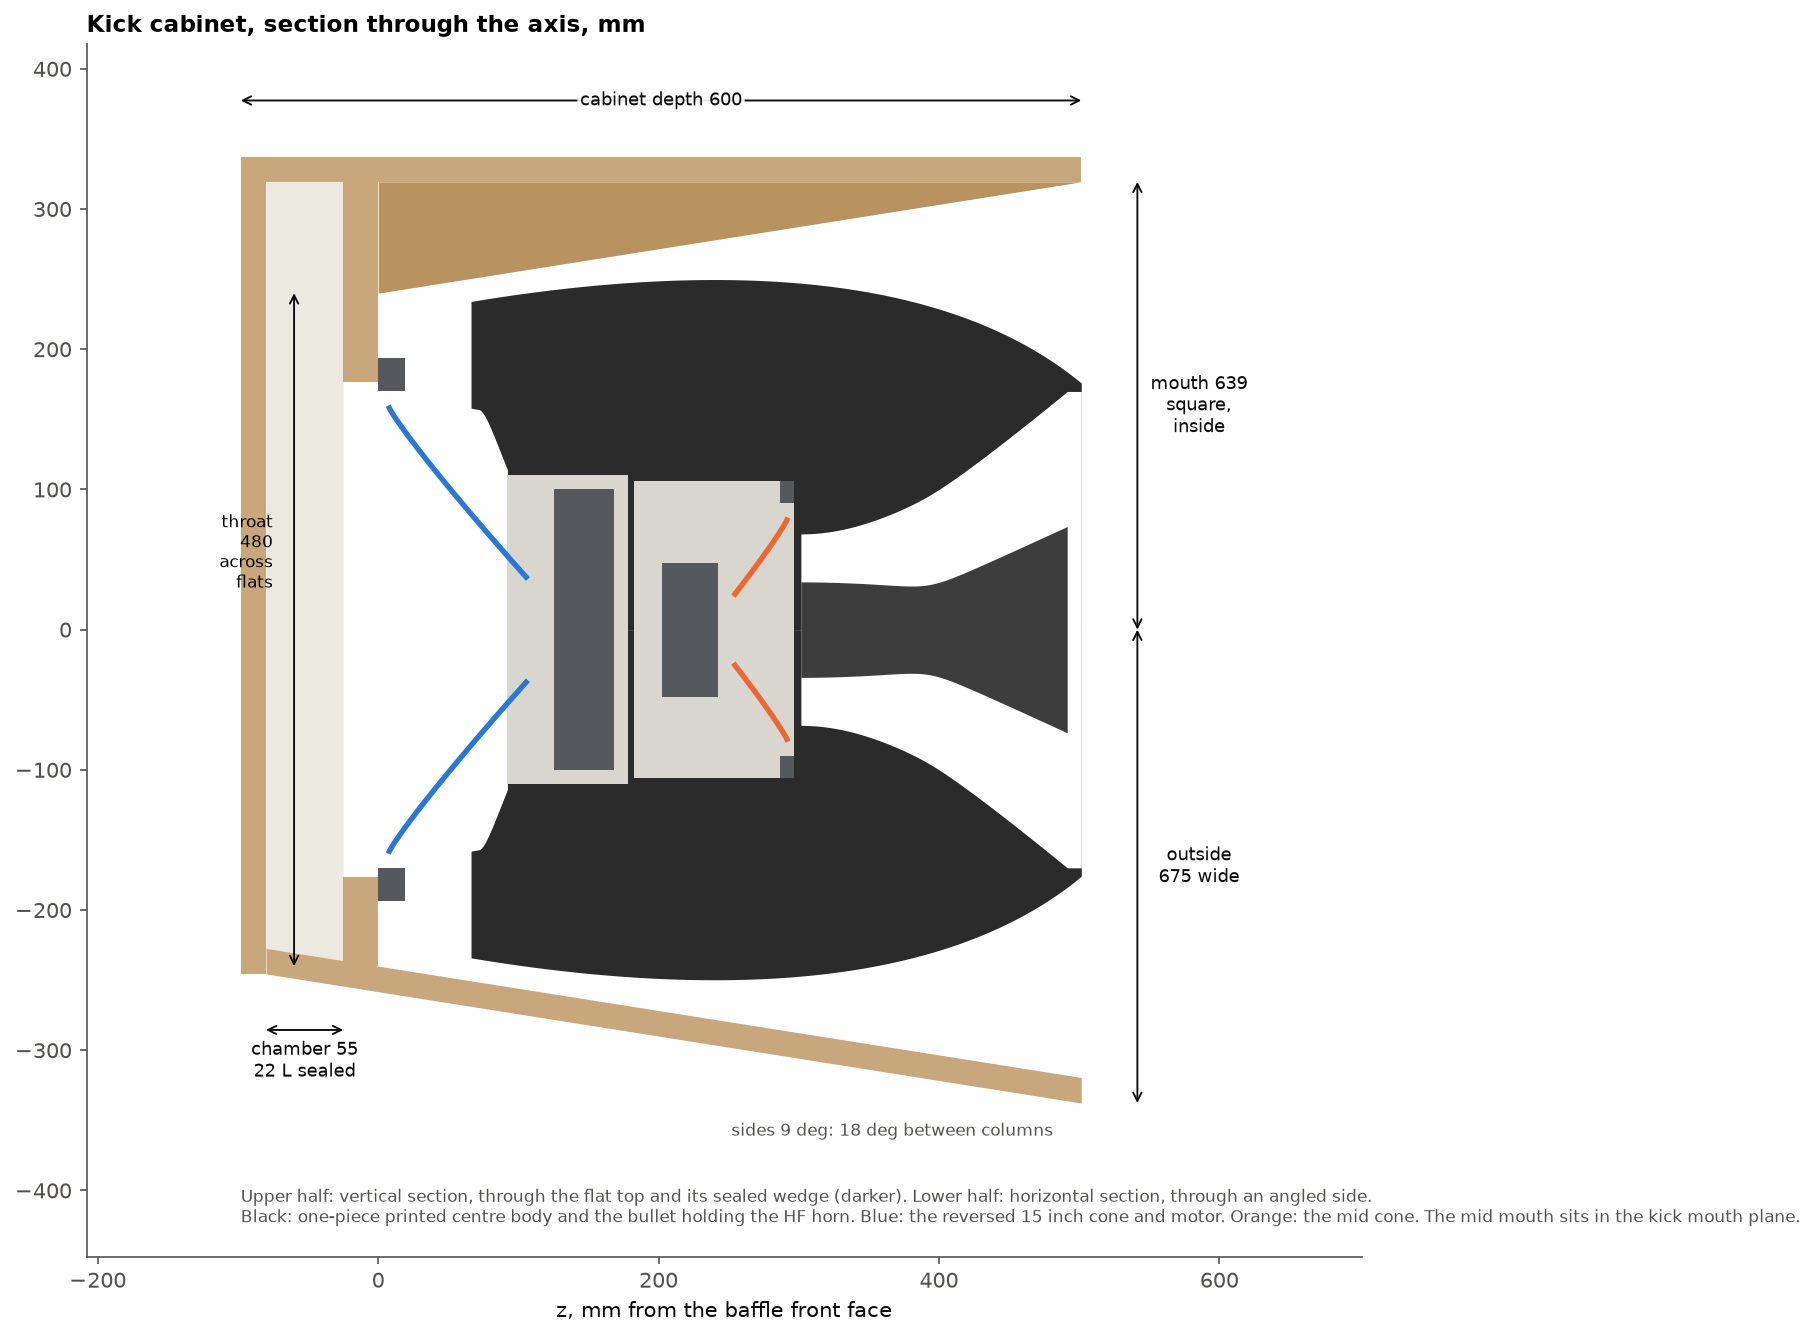 Kick cabinet, section through the axis, mm
400
300
200
100
0
−100
−200
−300
−400
cabinet depth 600
mouth 639
square,
inside
throat
480
across
flats
outside
675 wide
chamber 55
22 L sealed
sides 9 deg: 18 deg between columns
Upper half: vertical section, through the flat top and its sealed wedge (darker). Lower half: horizontal section, through an angled side.
Black: one-piece printed centre body and the bullet holding the HF horn. Blue: the reversed 15 inch cone and motor. Orange: the mid cone. The mid mouth sits in the kick mouth plane.
−200
0
200
400
600
z, mm from the baffle front face